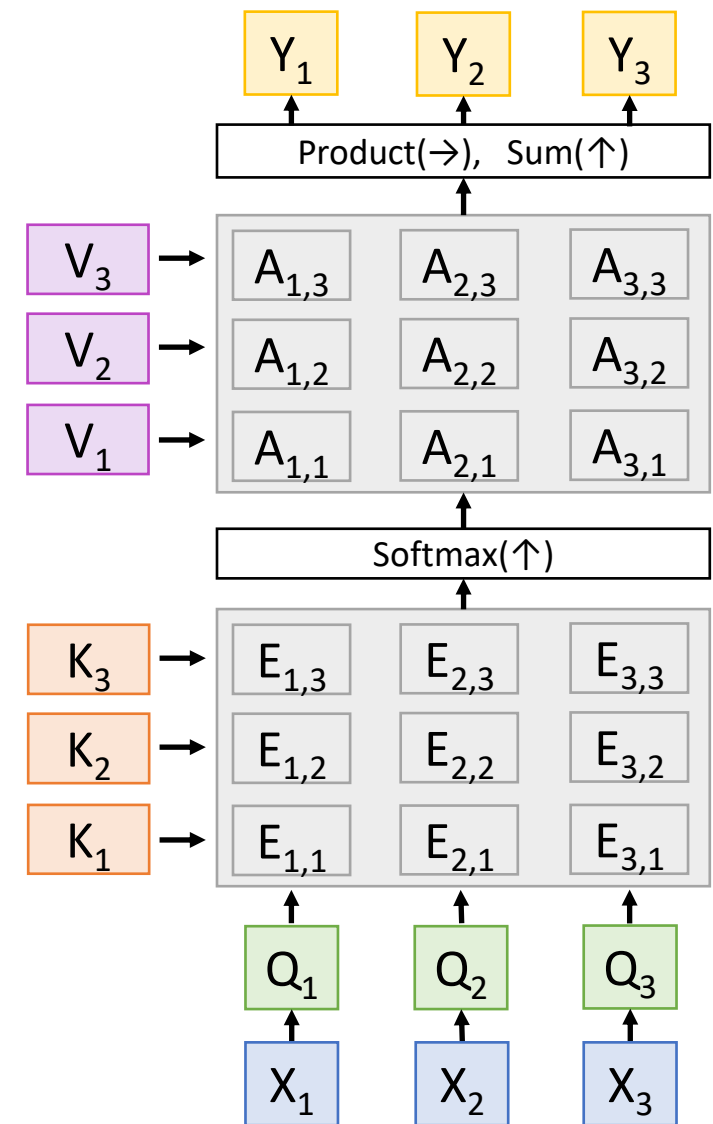 Y₁ Y₂ Y₃
Product(→), Sum(↑)
V₃ A₁,₃ A₂,₃ A₃,₃
V₂ A₁,₂ A₂,₂ A₃,₂
V₁ A₁,₁ A₂,₁ A₃,₁
Softmax(↑)
K₃ E₁,₃ E₂,₃ E₃,₃
K₂ E₁,₂ E₂,₂ E₃,₂
K₁ E₁,₁ E₂,₁ E₃,₁
Q₁ Q₂ Q₃
X₁ X₂ X₃